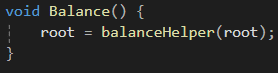 void Balance() {
    root = balanceHelper(root);
}